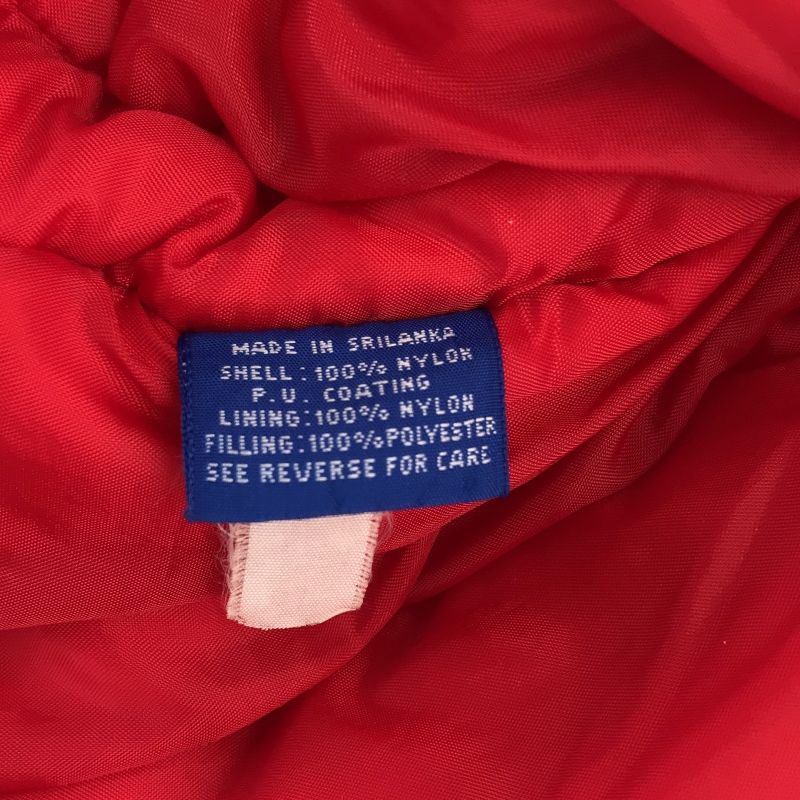 MADE IN SRILANKA
SHELL: 100% NYLON
P.U. COATING
LINING: 100% NYLON
FILLING: 100% POLYESTER
SEE REVERSE FOR CARE